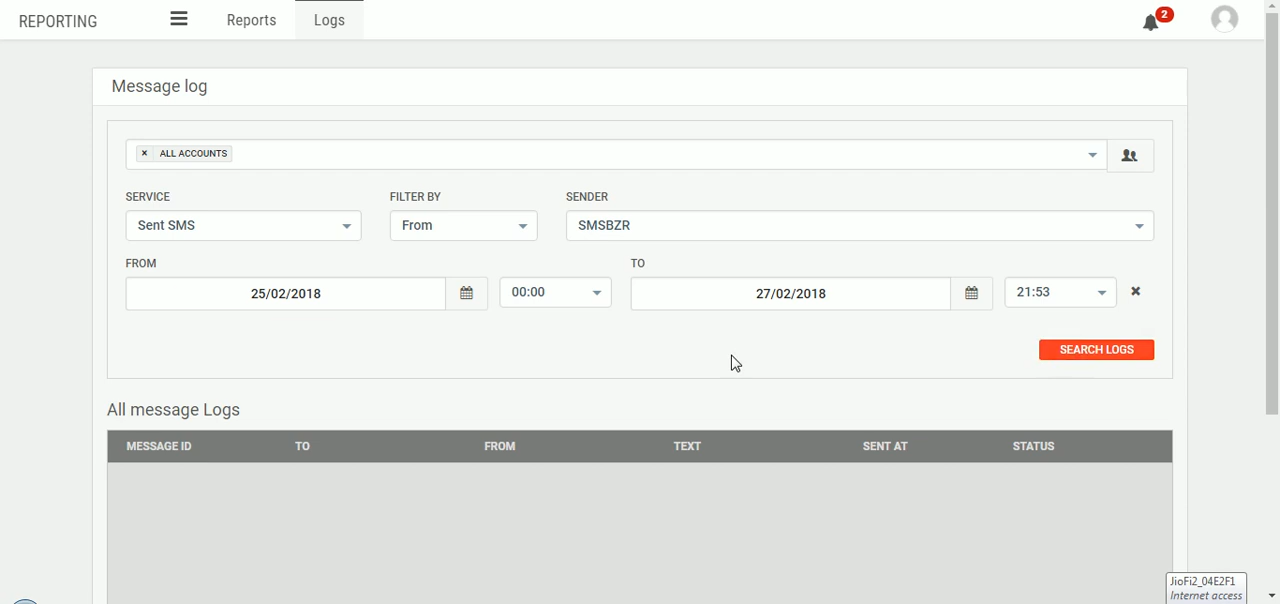 REPORTING Reports Logs 2
Message log
× ALL ACCOUNTS
SERVICE FILTER BY SENDER
Sent SMS From SMSBZR
FROM TO
25/02/2018 00:00 27/02/2018 21:53 ×
SEARCH LOGS
All message Logs
MESSAGE ID TO FROM TEXT SENT AT STATUS
JioFi2_04E2F1
Internet access